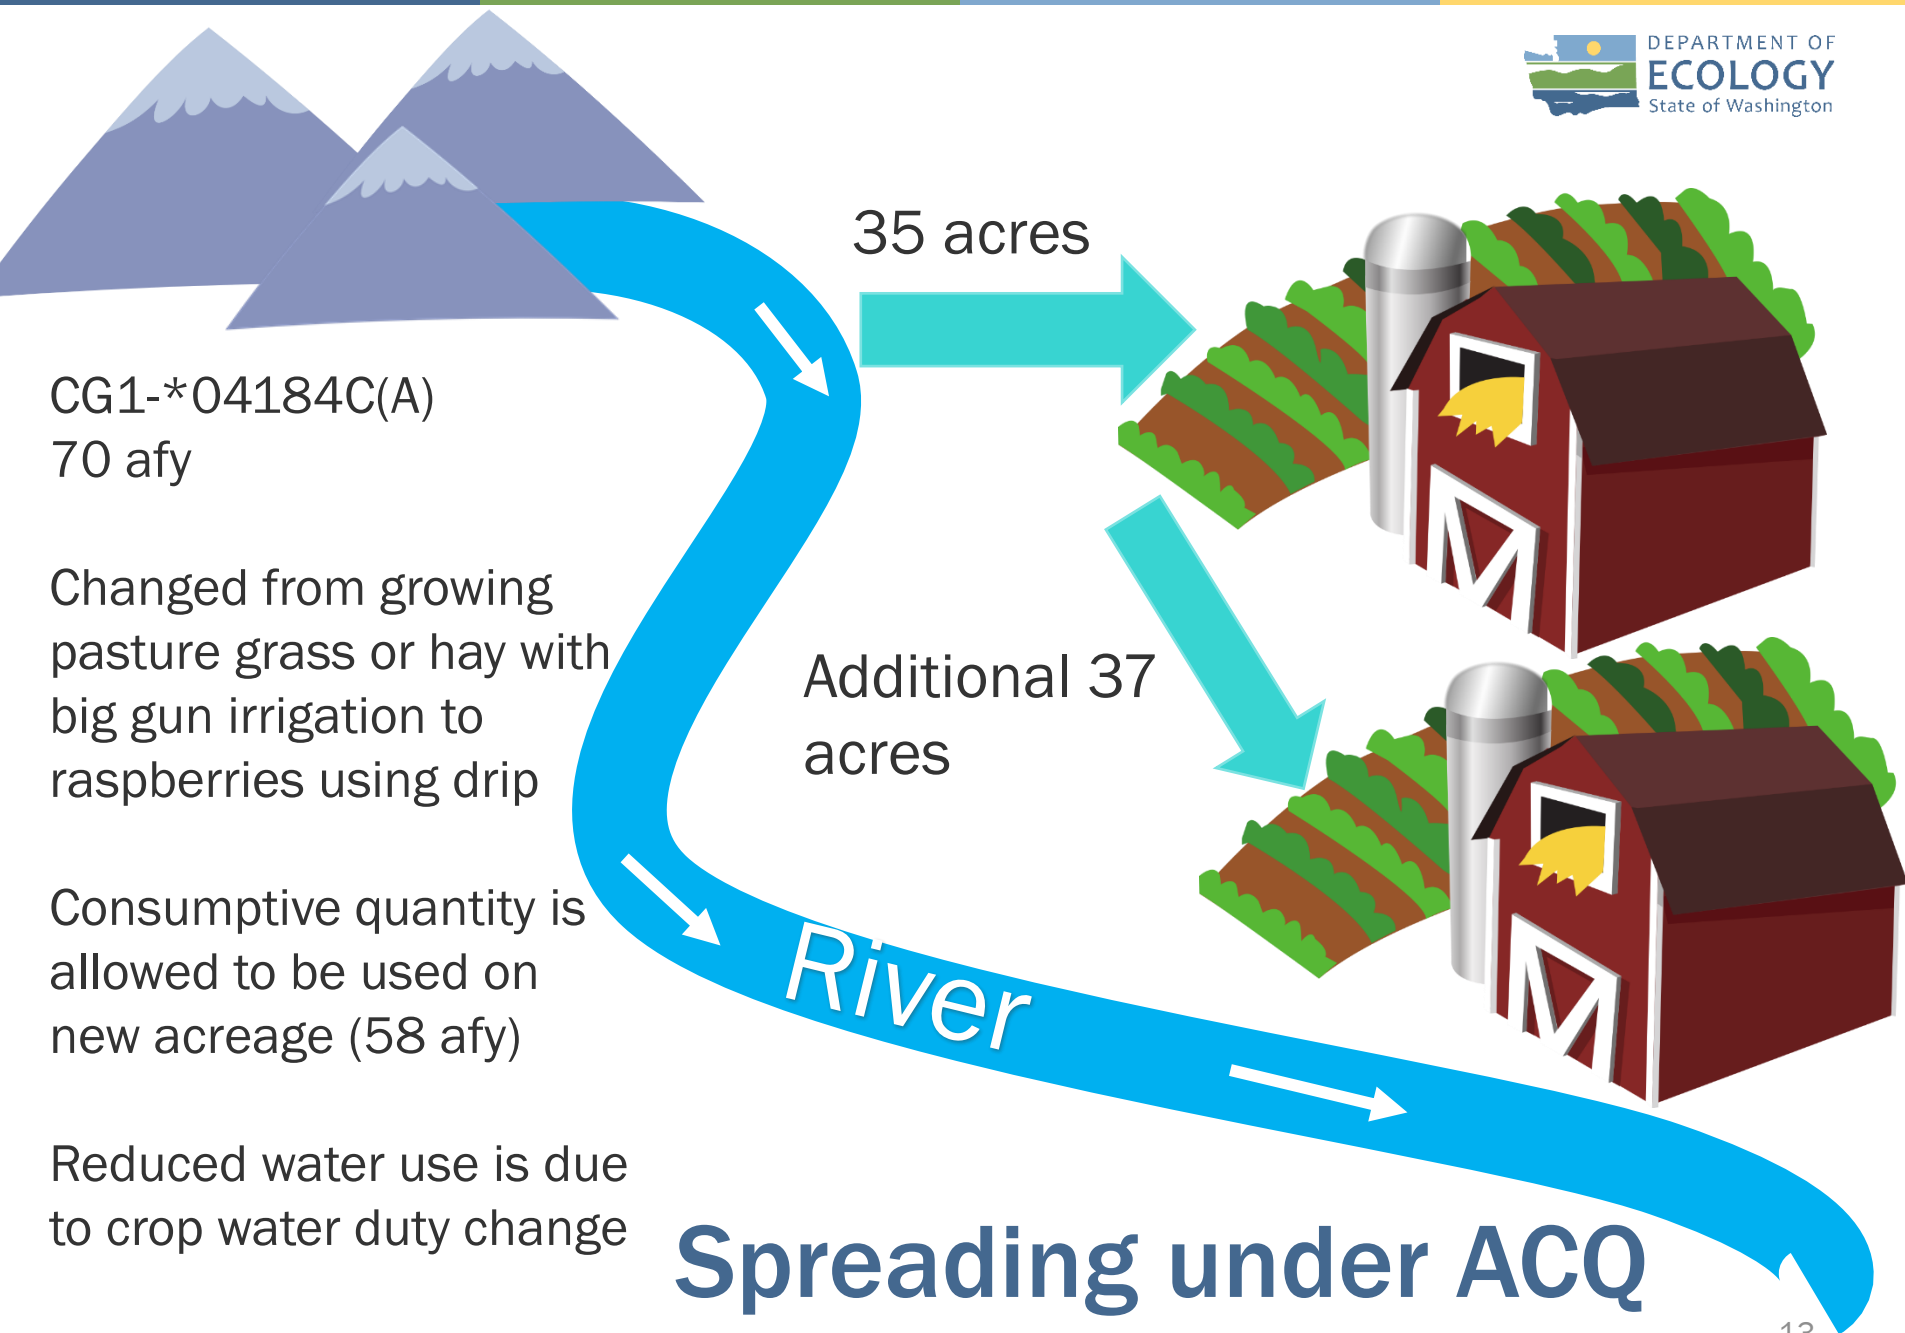 DEPARTMENT OF
ECOLOGY
State of Washington
35 acres
CG1-*04184C(A)
70 afy
Changed from growing
pasture grass or hay with
big gun irrigation to
raspberries using drip
Additional 37
acres
Consumptive quantity is
allowed to be used on
new acreage (58 afy)
River
Reduced water use is due
to crop water duty change
Spreading under ACQ
13